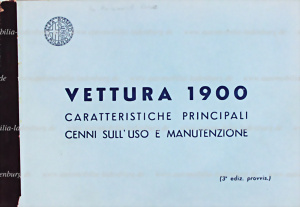 VETTURA 1900
CARATTERISTICHE PRINCIPALI
CENNI SULL'USO E MANUTENZIONE
(3ª ediz. provvis.)